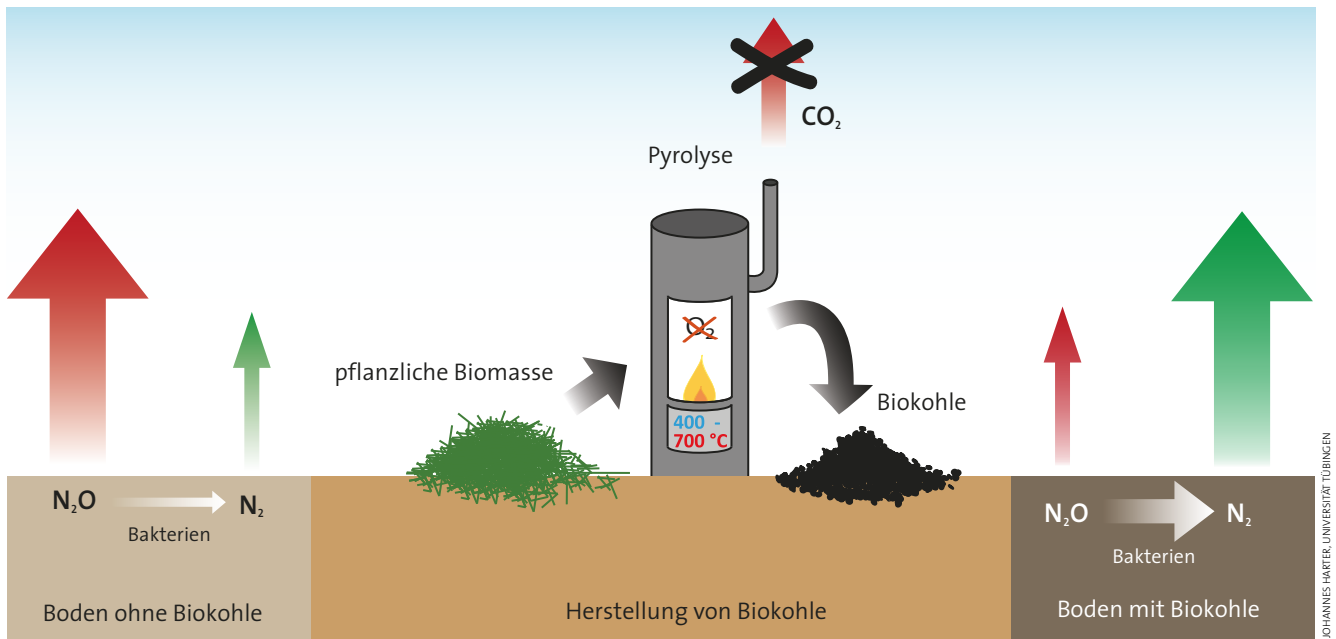 CO₂
Pyrolyse
O₂
pflanzliche Biomasse
400 -
700 °C
Biokohle
N₂O
N₂
Bakterien
Boden ohne Biokohle
Herstellung von Biokohle
N₂O
N₂
Bakterien
Boden mit Biokohle
JOHANNES HARTER, UNIVERSITÄT TÜBINGEN